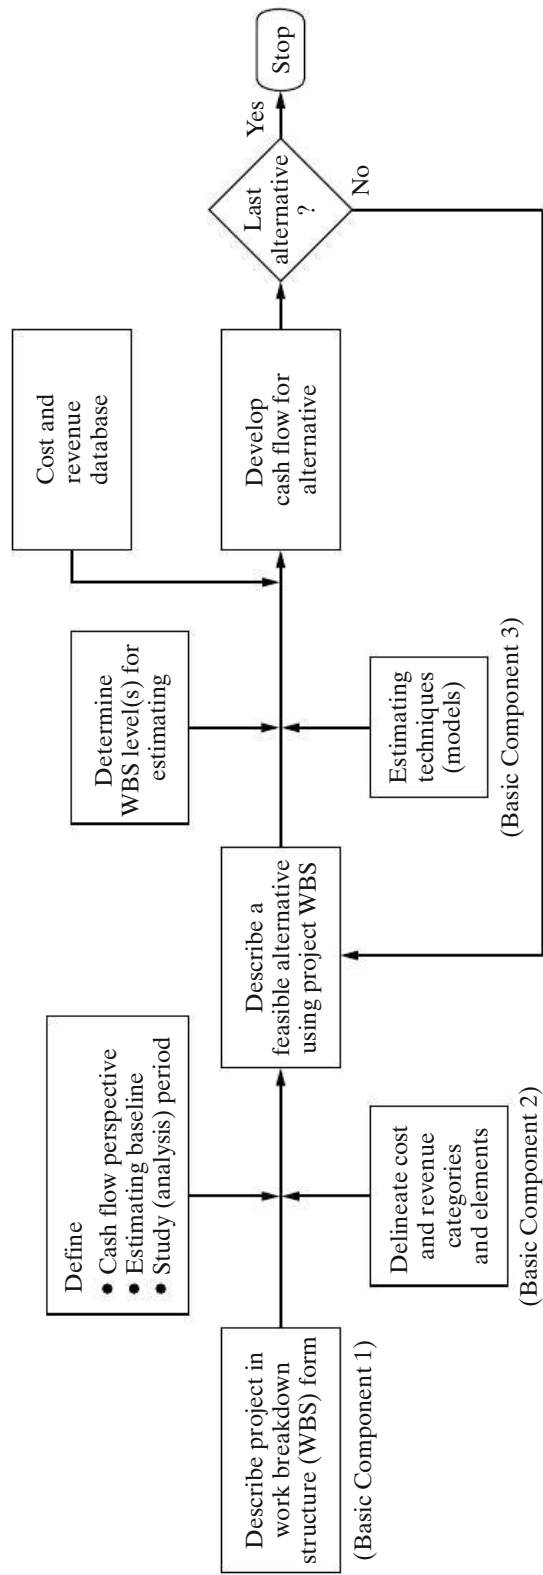 Describe project in
work breakdown
structure (WBS) form
(Basic Component 1)
Define
● Cash flow perspective
● Estimating baseline
● Study (analysis) period
Delineate cost
and revenue
categories
and elements
(Basic Component 2)
Describe a
feasible alternative
using project WBS
Determine
WBS level(s) for
estimating
Estimating
techniques
(models)
(Basic Component 3)
Cost and
revenue
database
Develop
cash flow for
alternative
Last
alternative
?
Yes
No
Stop